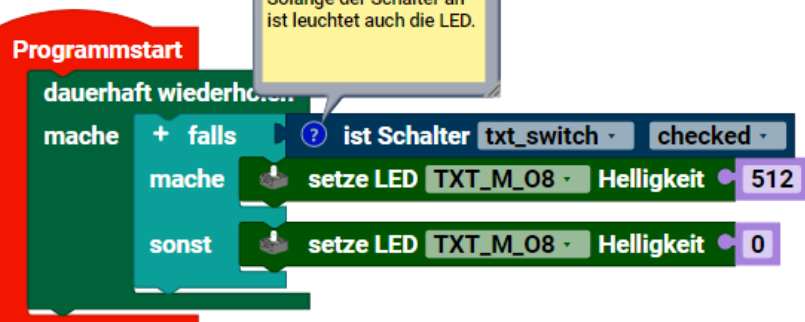 ist leuchtet auch die LED.
Programmstart
dauerhaft
mache + falls ? ist Schalter txt_switch checked
mache setze LED TXT_M_O8 Helligkeit 512
sonst setze LED TXT_M_O8 Helligkeit 0